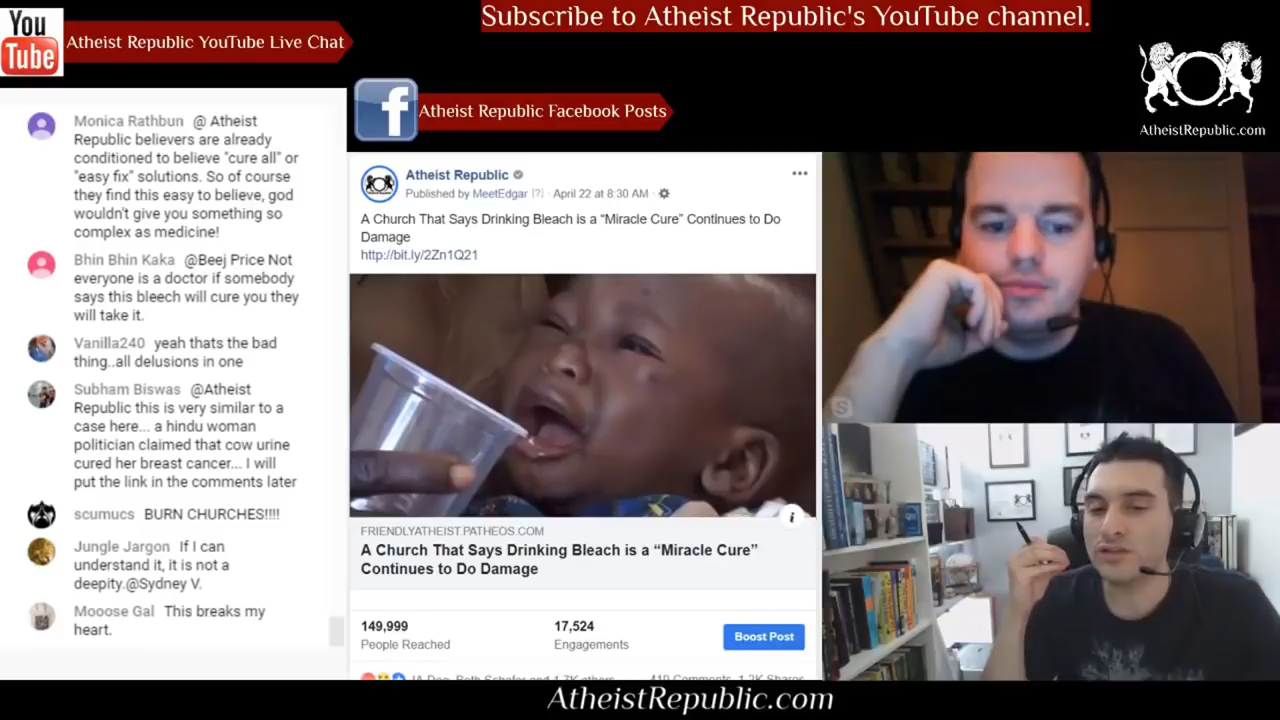 You
Tube
Atheist Republic YouTube Live Chat
Subscribe to Atheist Republic's YouTube channel.
AtheistRepublic.com
f
Atheist Republic Facebook Posts
Monica Rathbun @ Atheist
Republic believers are already
conditioned to believe "cure all" or
"easy fix" solutions. So of course
they find this easy to believe, god
wouldn't give you something so
complex as medicine!
Bhin Bhin Kaka @Beej Price Not
everyone is a doctor if somebody
says this bleech will cure you they
will take it.
Vanilla240 yeah thats the bad
thing..all delusions in one
Subham Biswas @Atheist
Republic this is very similar to a
case here... a hindu woman
politician claimed that cow urine
cured her breast cancer... I will
put the link in the comments later
scumucs BURN CHURCHES!!!!
Jungle Jargon If I can
understand it, it is not a
deepity.@Sydney V.
Mooose Gal This breaks my
heart.
Atheist Republic
Published by MeetEdgar [?] · April 22 at 8:30 AM ·
A Church That Says Drinking Bleach is a “Miracle Cure” Continues to Do
Damage
http://bit.ly/2Zn1Q21
i
FRIENDLYATHEIST.PATHEOS.COM
A Church That Says Drinking Bleach is a “Miracle Cure”
Continues to Do Damage
149,999
People Reached
17,524
Engagements
Boost Post
AtheistRepublic.com